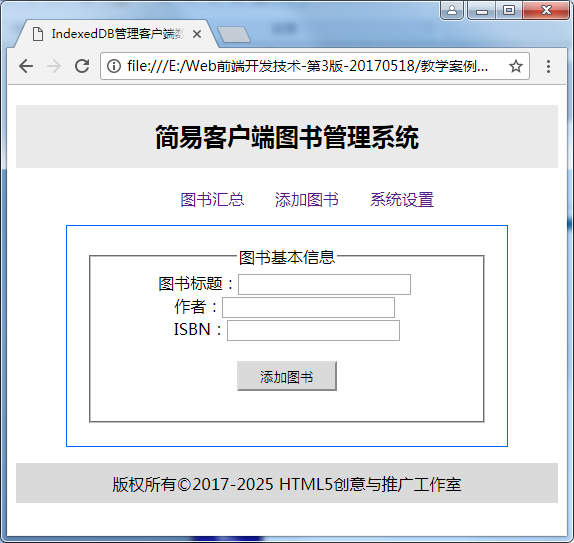 IndexedDB管理客户端数
file:///E:/Web前端开发技术-第3版-20170518/教学案例...
简易客户端图书管理系统
图书汇总 添加图书 系统设置
图书基本信息
图书标题：
作者：
ISBN：
添加图书
版权所有©2017-2025 HTML5创意与推广工作室